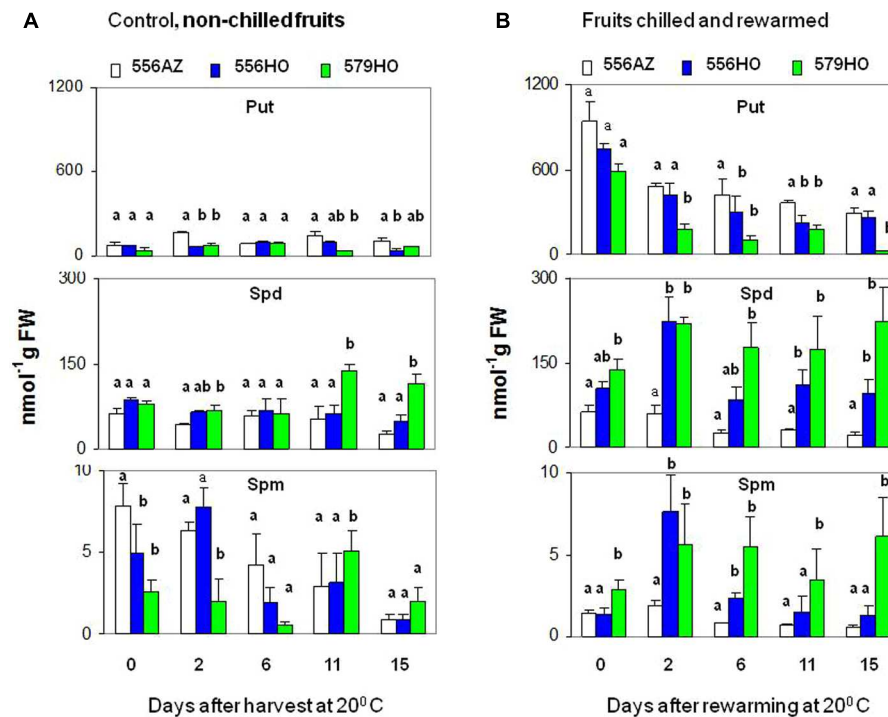 A Control, non-chilled fruits
556AZ 556HO 579HO
1200
Put
600
a a a a b b a a a a ab b a b ab
0
300
Spd
150
a a a a ab b a a a a a b a a b
0
10
Spm
5
a b b a a b a a a a a b a a a
0
0 2 6 11 15
Days after harvest at 20⁰C
nmol⁻¹g FW
B Fruits chilled and rewarmed
556AZ 556HO 579HO
1200
Put
600
a a a a a b a b b a b b a a b
0
300
Spd
150
a ab b a b b a ab b a b b a b b
0
10
Spm
5
a a b a b b a b b a a b a a b
0
0 2 6 11 15
Days after rewarming at 20⁰C
nmol⁻¹g FW